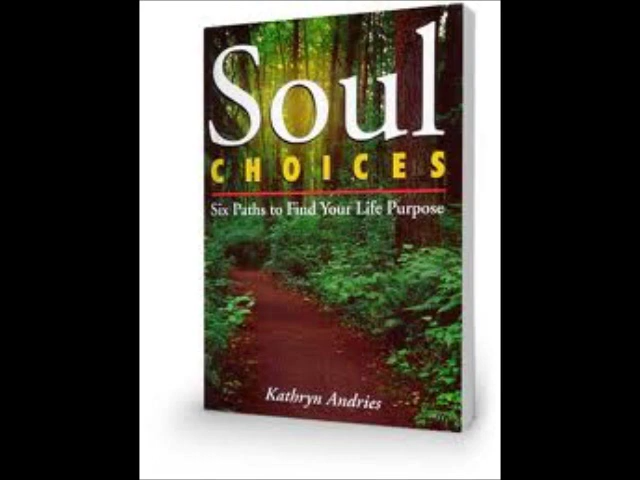 Soul
CHOICES
Six Paths to Find Your Life Purpose
Kathryn Andries